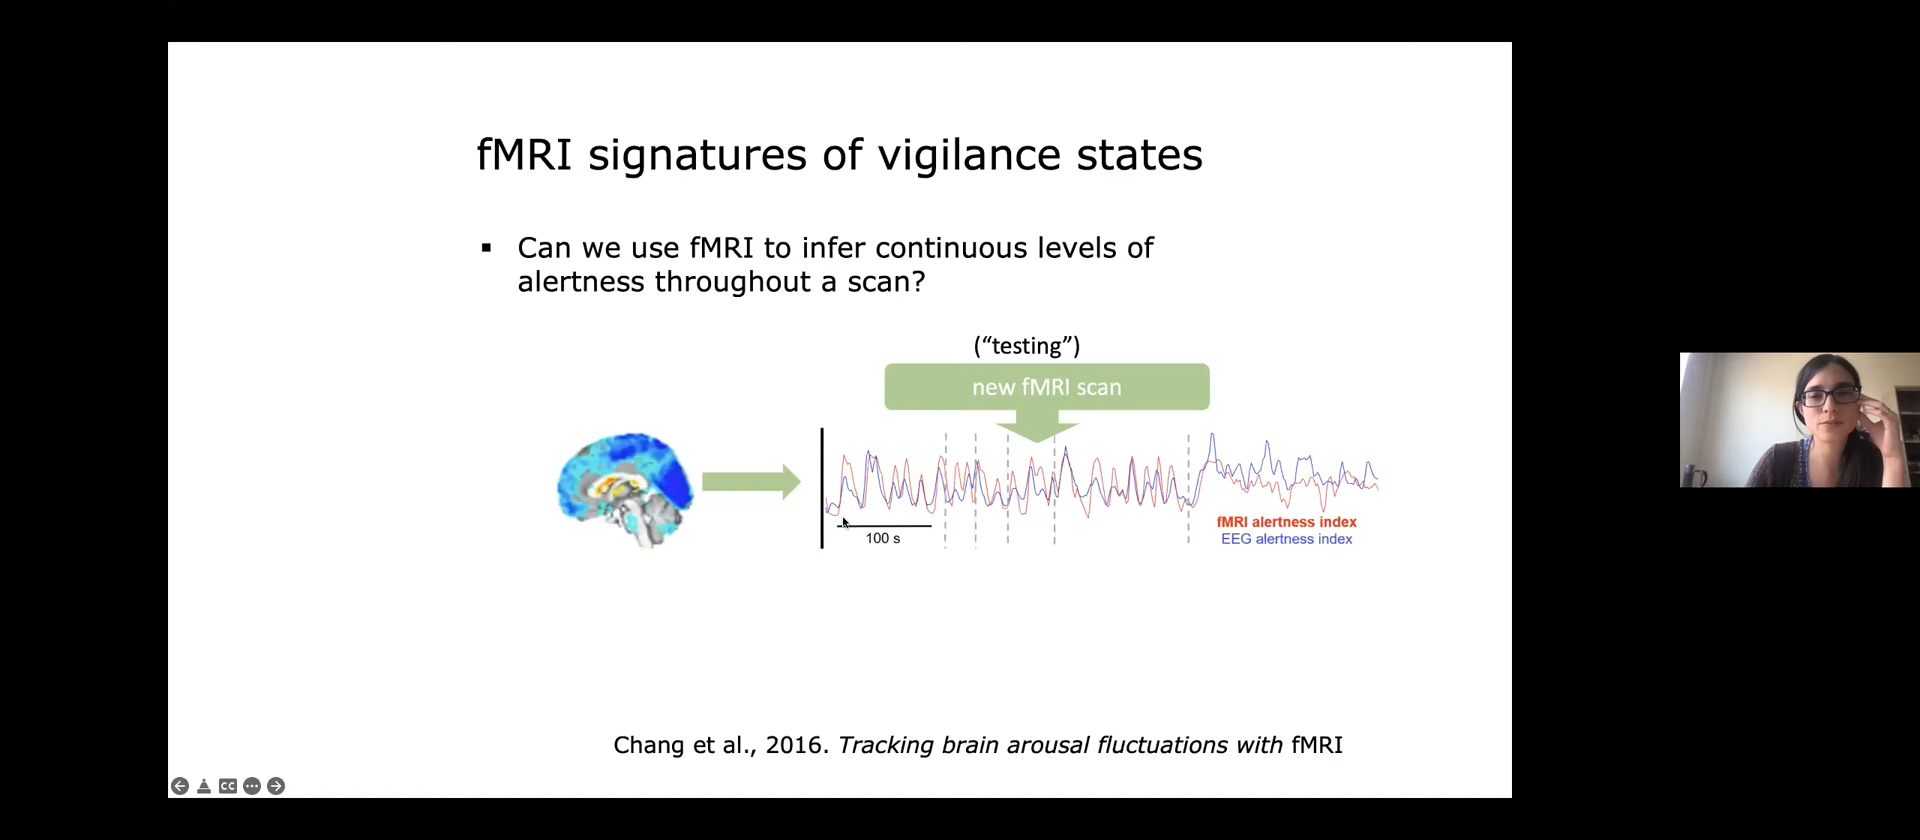 fMRI signatures of vigilance states
▪ Can we use fMRI to infer continuous levels of
alertness throughout a scan?
(“testing”)
new fMRI scan
100 s
fMRI alertness index
EEG alertness index
Chang et al., 2016. Tracking brain arousal fluctuations with fMRI
CC